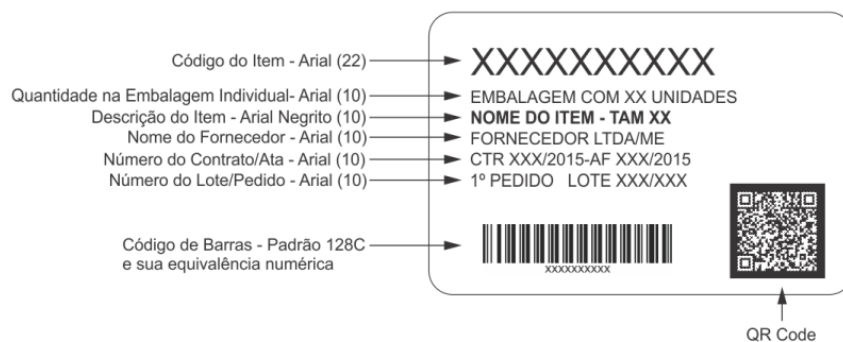 Código do Item - Arial (22)
XXXXXXXXXX
Quantidade na Embalagem Individual- Arial (10)
EMBALAGEM COM XX UNIDADES
Descrição do Item - Arial Negrito (10)
NOME DO ITEM - TAM XX
Nome do Fornecedor - Arial (10)
FORNECEDOR LTDA/ME
Número do Contrato/Ata - Arial (10)
CTR XXX/2015-AF XXX/2015
Número do Lote/Pedido - Arial (10)
1º PEDIDO LOTE XXX/XXX
Código de Barras - Padrão 128C
e sua equivalência numérica
xxxxxxxxxx
QR Code